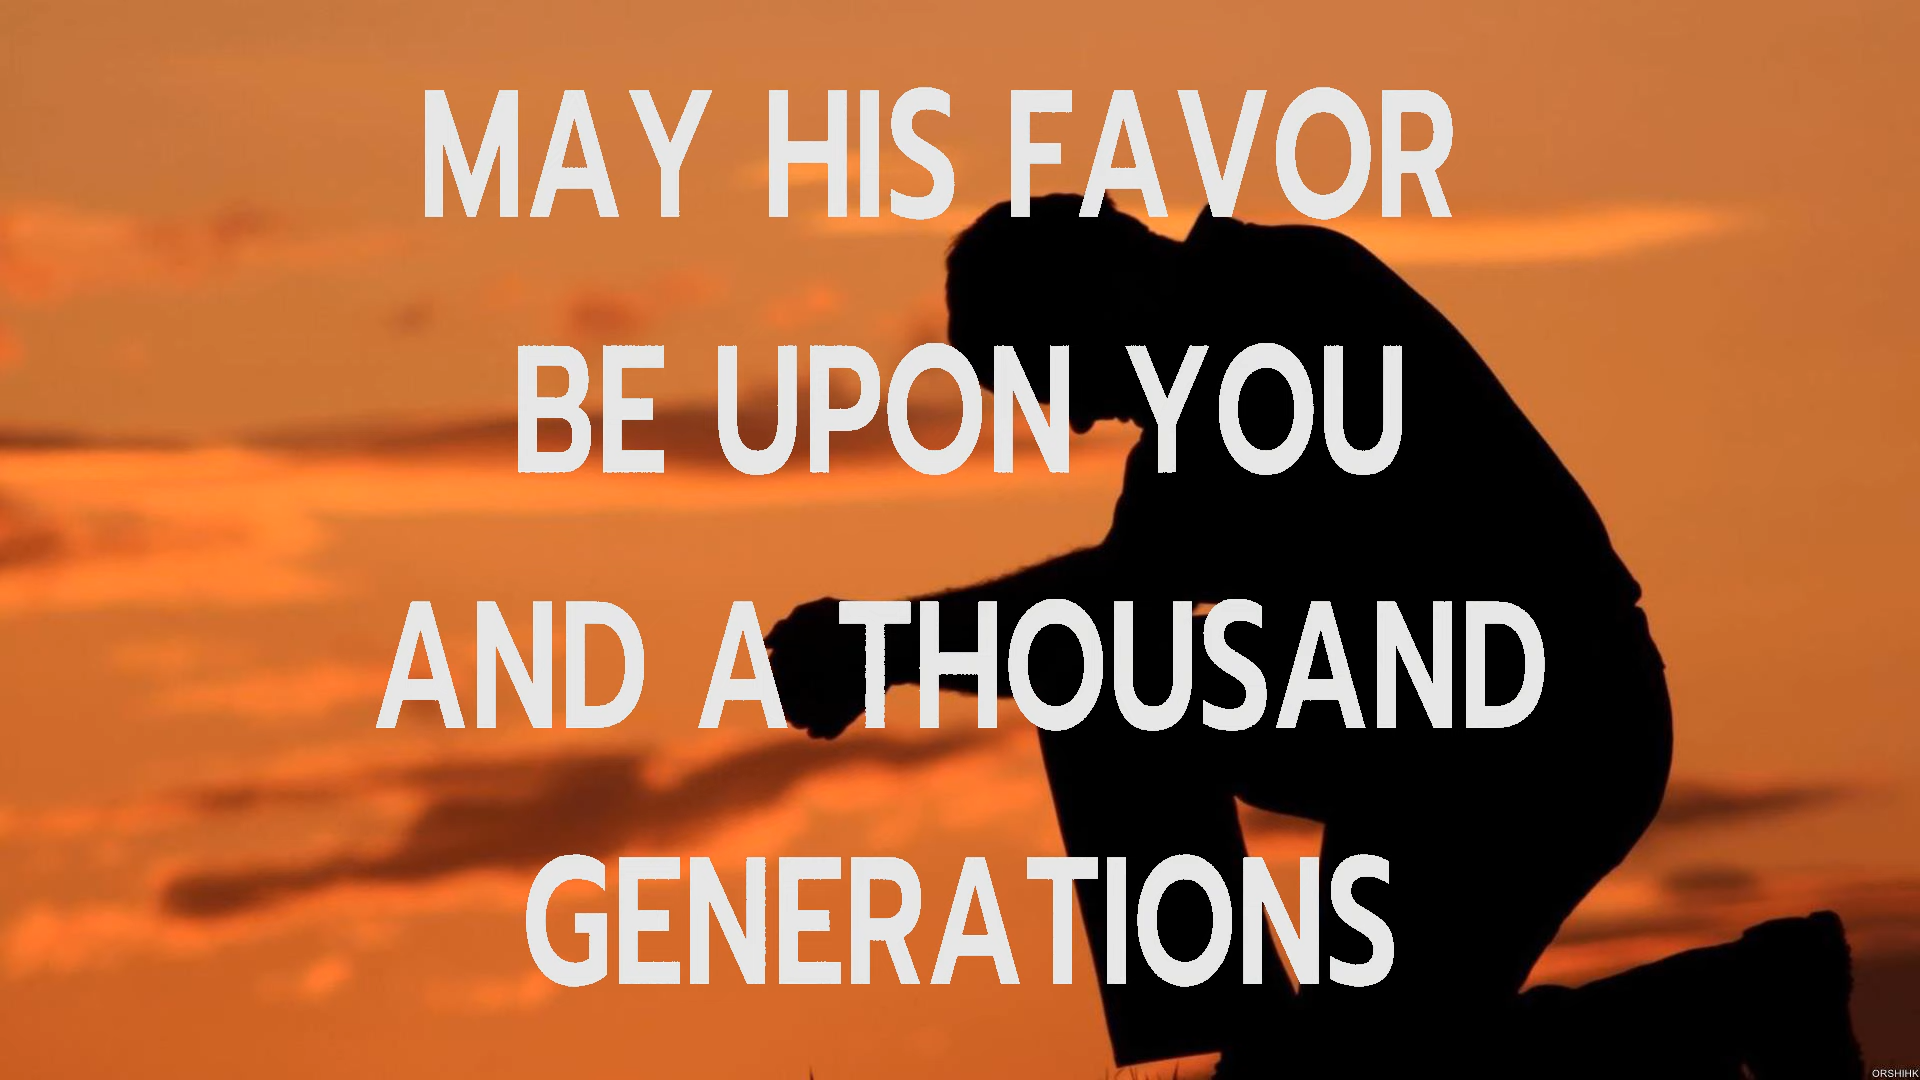 MAY HIS FAVOR
BE UPON YOU
AND A THOUSAND
GENERATIONS
ORSHIHK